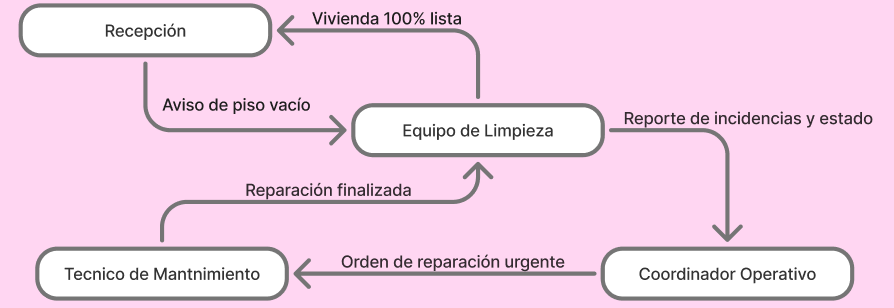 Vivienda 100% lista
Recepción
Aviso de piso vacío
Reporte de incidencias y estado
Equipo de Limpieza
Reparación finalizada
Orden de reparación urgente
Tecnico de Mantnimiento
Coordinador Operativo